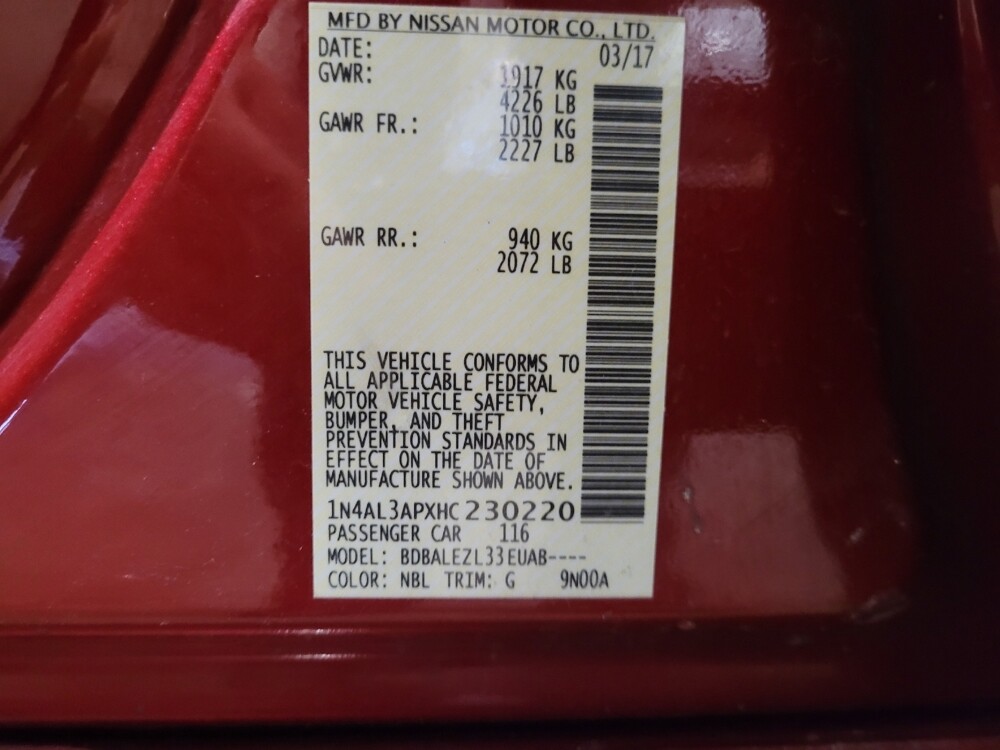 MFD BY NISSAN MOTOR CO., LTD.
DATE: 03/17
GVWR: 1917 KG
4226 LB
GAWR FR.: 1010 KG
2227 LB
GAWR RR.: 940 KG
2072 LB
THIS VEHICLE CONFORMS TO
ALL APPLICABLE FEDERAL
MOTOR VEHICLE SAFETY,
BUMPER, AND THEFT
PREVENTION STANDARDS IN
EFFECT ON THE DATE OF
MANUFACTURE SHOWN ABOVE.
1N4AL3APXHC230220
PASSENGER CAR 116
MODEL: BDBALEZL33EUAB----
COLOR: NBL TRIM: G 9N00A